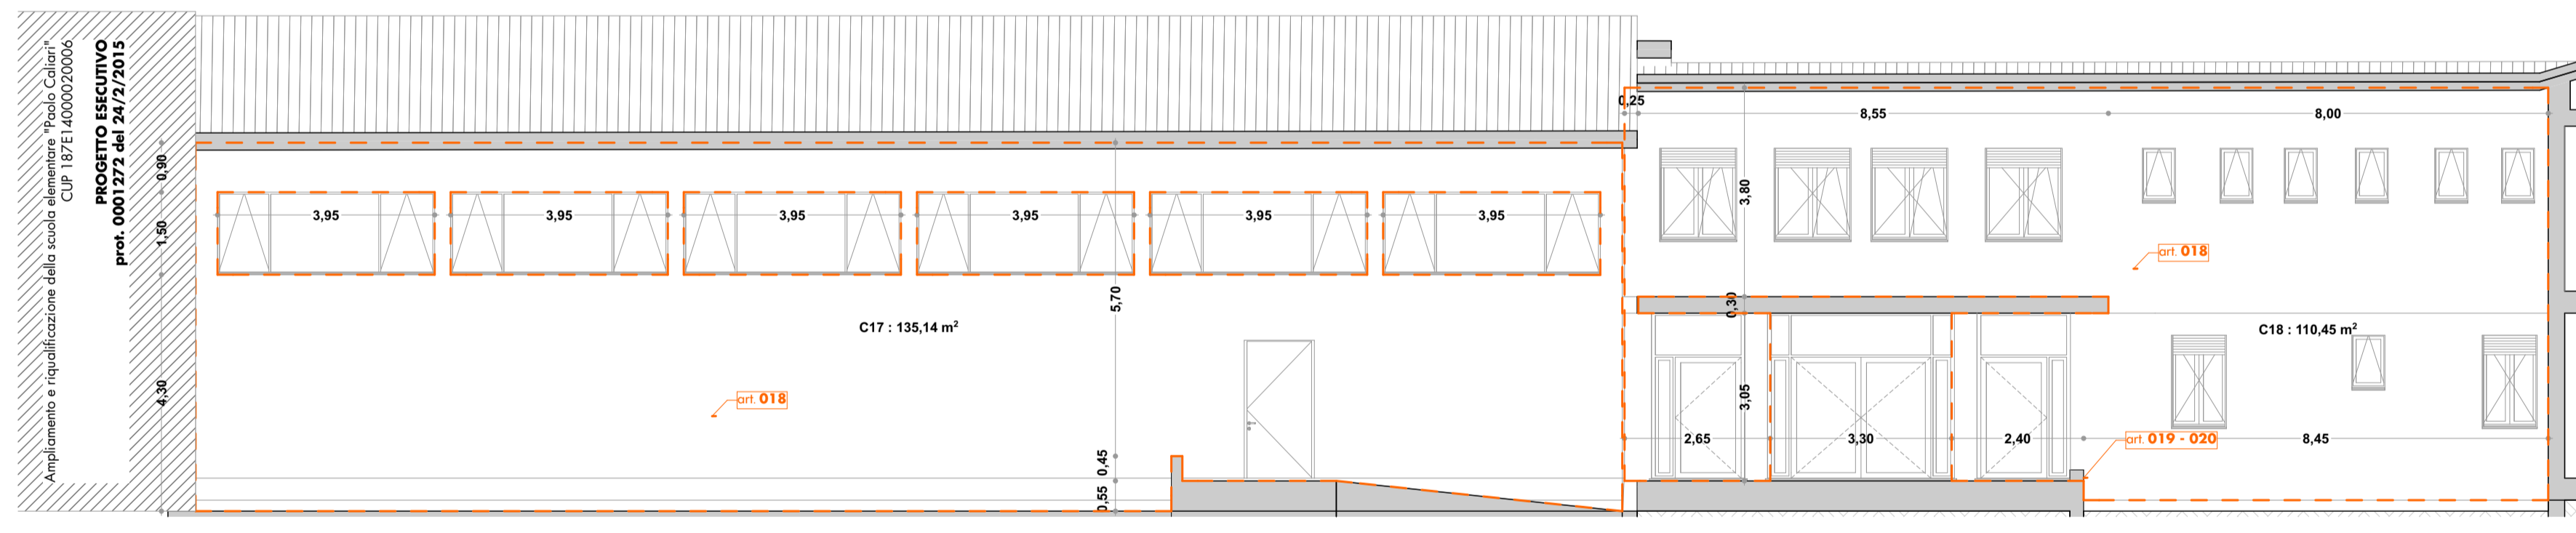 Ampliamento e riqualificazione della scuola elementare "Paolo Caliari"
CUP 187E14000020006
PROGETTO ESECUTIVO
prot. 0001272 del 24/2/2015
0,90
1,50
4,30
3,95
3,95
3,95
3,95
3,95
3,95
5,70
C17 : 135,14 m²
art. 018
0,45
0,55
0,25
8,55
8,00
3,80
art. 018
0,30
C18 : 110,45 m²
3,05
2,65
3,30
2,40
art. 019 - 020
8,45